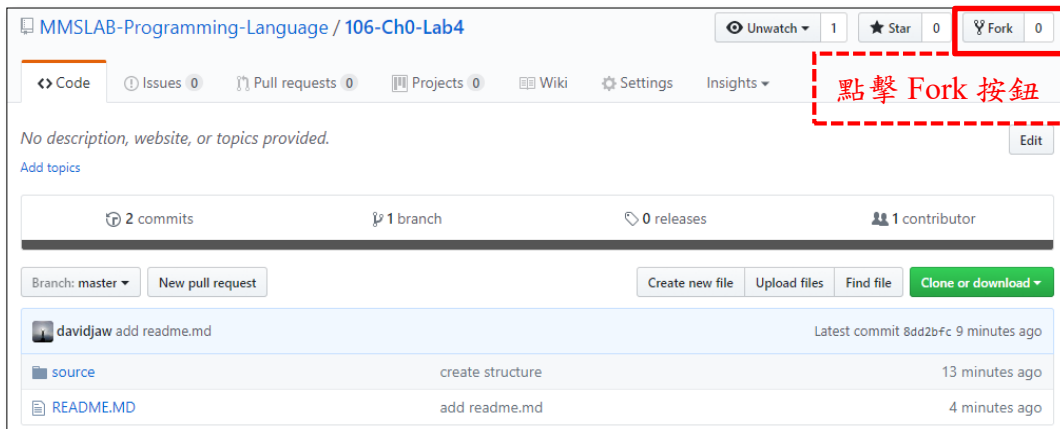 MMSLAB-Programming-Language / 106-Ch0-Lab4 Unwatch 1 Star 0 Fork 0
Code Issues 0 Pull requests 0 Projects 0 Wiki Settings Insights
點擊 Fork 按鈕
No description, website, or topics provided. Edit
Add topics
2 commits 1 branch 0 releases 1 contributor
Branch: master New pull request Create new file Upload files Find file Clone or download
davidjaw add readme.md Latest commit 8dd2bfc 9 minutes ago
source create structure 13 minutes ago
README.MD add readme.md 4 minutes ago